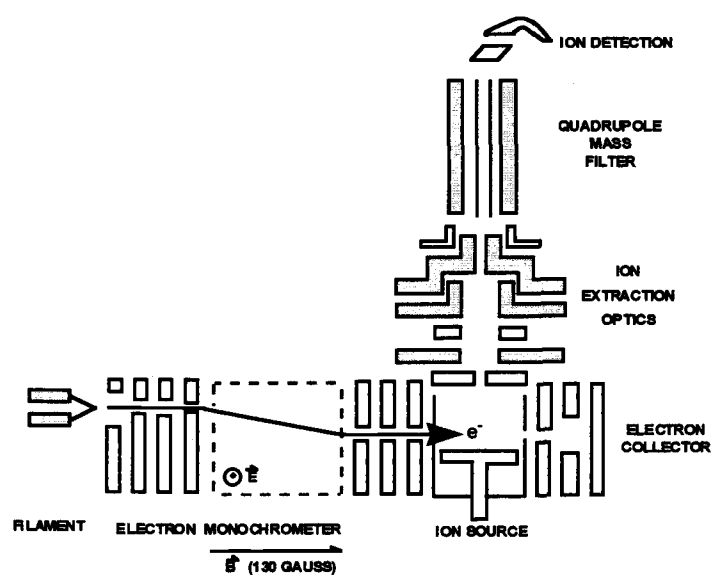 ION DETECTION
QUADRUPOLE
MASS
FILTER
ION
EXTRACTION
OPTICS
e-
ELECTRON
COLLECTOR
E
FILAMENT
ELECTRON MONOCHROMETER
ION SOURCE
B (130 GAUSS)